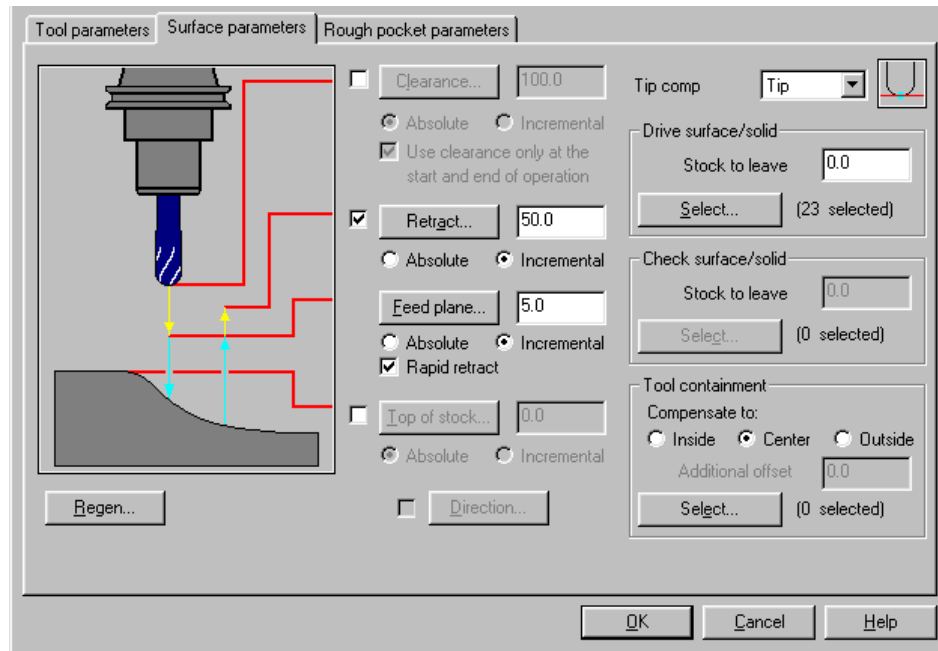 Tool parameters
Surface parameters
Rough pocket parameters
Clearance...
100.0
Absolute
Incremental
Use clearance only at the
start and end of operation
Retract...
50.0
Absolute
Incremental
Feed plane...
5.0
Absolute
Incremental
Rapid retract
Top of stock...
0.0
Absolute
Incremental
Regen...
Direction...
Tip comp
Tip
Drive surface/solid
Stock to leave
0.0
Select...
(23 selected)
Check surface/solid
Stock to leave
0.0
Select...
(0 selected)
Tool containment
Compensate to:
Inside
Center
Outside
Additional offset
0.0
Select...
(0 selected)
OK
Cancel
Help